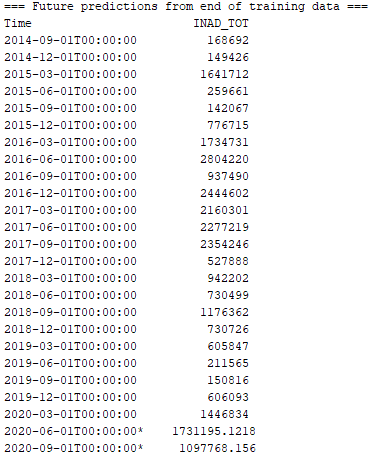 === Future predictions from end of training data ===
Time INAD_TOT
2014-09-01T00:00:00 168692
2014-12-01T00:00:00 149426
2015-03-01T00:00:00 1641712
2015-06-01T00:00:00 259661
2015-09-01T00:00:00 142067
2015-12-01T00:00:00 776715
2016-03-01T00:00:00 1734731
2016-06-01T00:00:00 2804220
2016-09-01T00:00:00 937490
2016-12-01T00:00:00 2444602
2017-03-01T00:00:00 2160301
2017-06-01T00:00:00 2277219
2017-09-01T00:00:00 2354246
2017-12-01T00:00:00 527888
2018-03-01T00:00:00 942202
2018-06-01T00:00:00 730499
2018-09-01T00:00:00 1176362
2018-12-01T00:00:00 730726
2019-03-01T00:00:00 605847
2019-06-01T00:00:00 211565
2019-09-01T00:00:00 150816
2019-12-01T00:00:00 606093
2020-03-01T00:00:00 1446834
2020-06-01T00:00:00* 1731195.1218
2020-09-01T00:00:00* 1097768.156